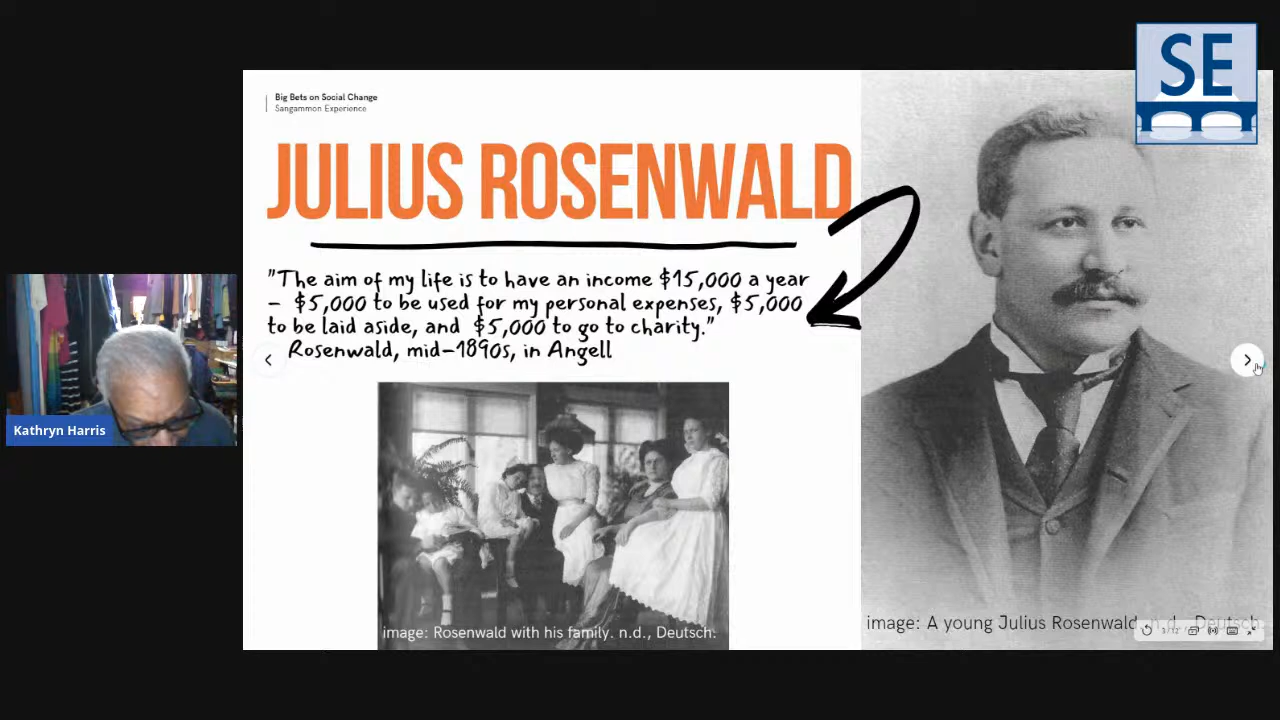 SE
Big Bets on Social Change
Sangammon Experience
JULIUS ROSENWALD
"The aim of my life is to have an income $15,000 a year
- $5,000 to be used for my personal expenses, $5,000
to be laid aside, and $5,000 to go to charity."
Rosenwald, mid-1890s, in Angell
Kathryn Harris
image: Rosenwald with his family. n.d., Deutsch.
image: A young Julius Rosenwald, n.d., Deutsch.
5/12